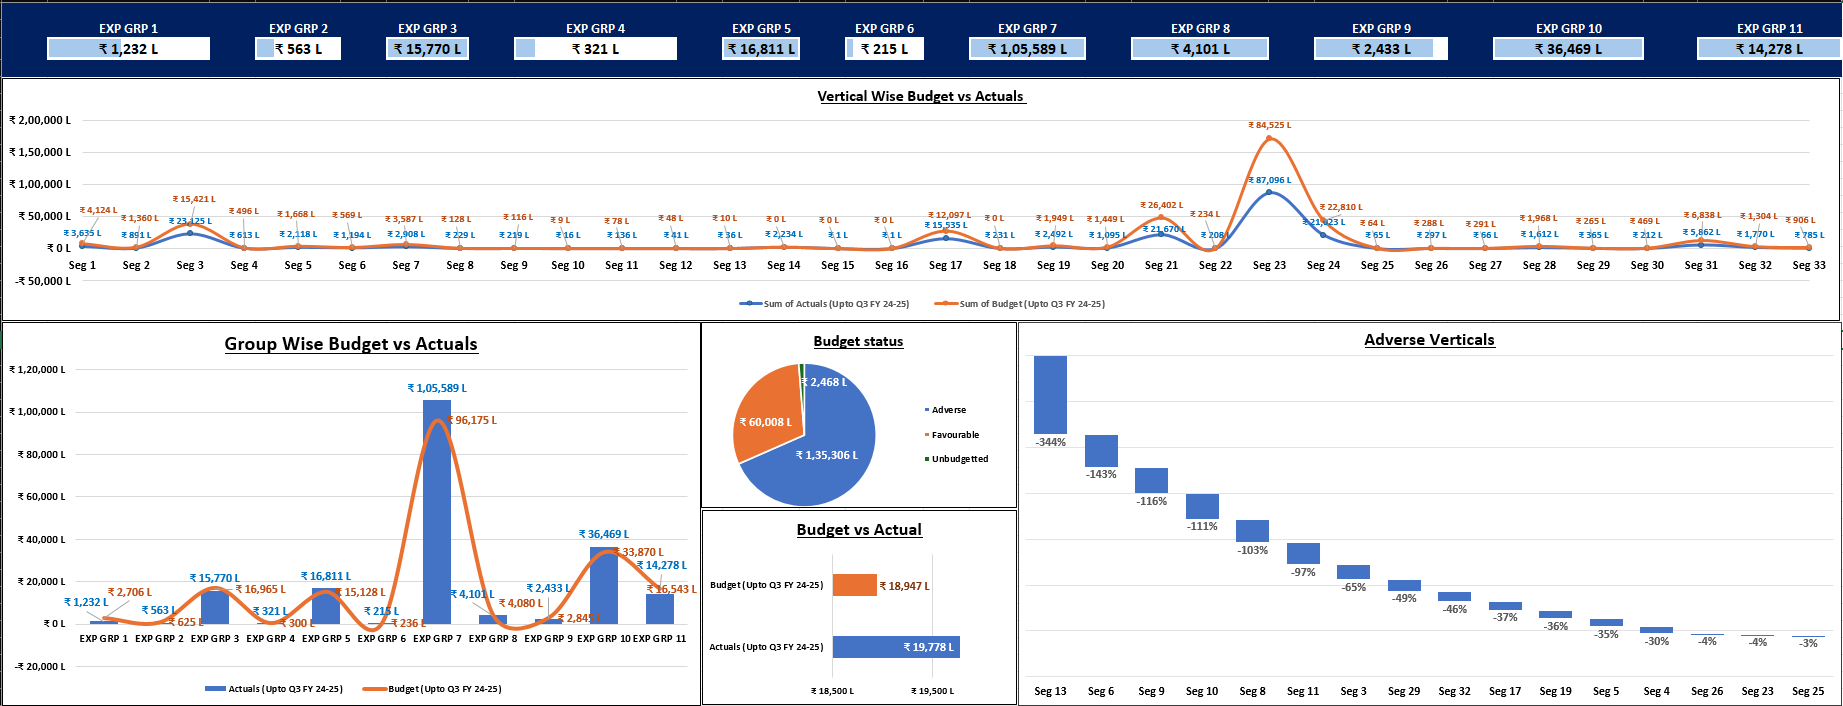 EXP GRP 1 EXP GRP 2 EXP GRP 3 EXP GRP 4 EXP GRP 5 EXP GRP 6 EXP GRP 7 EXP GRP 8 EXP GRP 9 EXP GRP 10 EXP GRP 11
₹ 1,232 L ₹ 563 L ₹ 15,770 L ₹ 321 L ₹ 16,811 L ₹ 215 L ₹ 1,05,589 L ₹ 4,101 L ₹ 2,433 L ₹ 36,469 L ₹ 14,278 L
Vertical Wise Budget vs Actuals
₹ 2,00,000 L
₹ 1,50,000 L
₹ 1,00,000 L
₹ 50,000 L
₹ 0 L
-₹ 50,000 L
₹ 4,124 L ₹ 1,360 L ₹ 15,421 L ₹ 496 L ₹ 1,668 L ₹ 569 L ₹ 3,587 L ₹ 128 L ₹ 116 L ₹ 9 L ₹ 78 L ₹ 48 L ₹ 10 L ₹ 0 L ₹ 0 L ₹ 0 L ₹ 12,097 L ₹ 0 L ₹ 1,949 L ₹ 1,449 L ₹ 26,402 L ₹ 234 L ₹ 84,525 L ₹ 22,810 L ₹ 64 L ₹ 288 L ₹ 291 L ₹ 1,968 L ₹ 265 L ₹ 469 L ₹ 6,838 L ₹ 1,304 L ₹ 906 L
₹ 3,635 L ₹ 891 L ₹ 23,125 L ₹ 613 L ₹ 2,118 L ₹ 1,194 L ₹ 2,908 L ₹ 229 L ₹ 219 L ₹ 16 L ₹ 136 L ₹ 41 L ₹ 36 L ₹ 2,234 L ₹ 1 L ₹ 1 L ₹ 15,535 L ₹ 231 L ₹ 2,492 L ₹ 1,095 L ₹ 21,670 L ₹ 208 L ₹ 87,096 L ₹ 65 L ₹ 297 L ₹ 66 L ₹ 1,612 L ₹ 365 L ₹ 212 L ₹ 5,862 L ₹ 1,770 L ₹ 785 L
Seg 1 Seg 2 Seg 3 Seg 4 Seg 5 Seg 6 Seg 7 Seg 8 Seg 9 Seg 10 Seg 11 Seg 12 Seg 13 Seg 14 Seg 15 Seg 16 Seg 17 Seg 18 Seg 19 Seg 20 Seg 21 Seg 22 Seg 23 Seg 24 Seg 25 Seg 26 Seg 27 Seg 28 Seg 29 Seg 30 Seg 31 Seg 32 Seg 33
Sum of Actuals (Upto Q3 FY 24-25) Sum of Budget (Upto Q3 FY 24-25)
Group Wise Budget vs Actuals
₹ 1,20,000 L
₹ 1,00,000 L
₹ 80,000 L
₹ 60,000 L
₹ 40,000 L
₹ 20,000 L
₹ 0 L
-₹ 20,000 L
₹ 1,232 L ₹ 563 L ₹ 15,770 L ₹ 321 L ₹ 16,811 L ₹ 215 L ₹ 1,05,589 L ₹ 4,101 L ₹ 2,433 L ₹ 36,469 L ₹ 14,278 L
₹ 2,706 L ₹ 625 L ₹ 16,965 L ₹ 300 L ₹ 15,128 L ₹ 236 L ₹ 96,175 L ₹ 4,080 L ₹ 2,845 L ₹ 33,870 L ₹ 16,543 L
EXP GRP 1 EXP GRP 2 EXP GRP 3 EXP GRP 4 EXP GRP 5 EXP GRP 6 EXP GRP 7 EXP GRP 8 EXP GRP 9 EXP GRP 10 EXP GRP 11
Actuals (Upto Q3 FY 24-25) Budget (Upto Q3 FY 24-25)
Budget status
₹ 2,468 L
₹ 60,008 L
₹ 1,35,306 L
Adverse
Favourable
Unbudgetted
Budget vs Actual
Budget (Upto Q3 FY 24-25) ₹ 18,947 L
Actuals (Upto Q3 FY 24-25) ₹ 19,778 L
₹ 18,500 L ₹ 19,500 L
Adverse Verticals
-344%
-143%
-116%
-111%
-103%
-97%
-65%
-49%
-46%
-37%
-36%
-35%
-30%
-4%
-4%
-3%
Seg 13 Seg 6 Seg 9 Seg 10 Seg 8 Seg 11 Seg 3 Seg 29 Seg 32 Seg 17 Seg 19 Seg 5 Seg 4 Seg 26 Seg 23 Seg 25